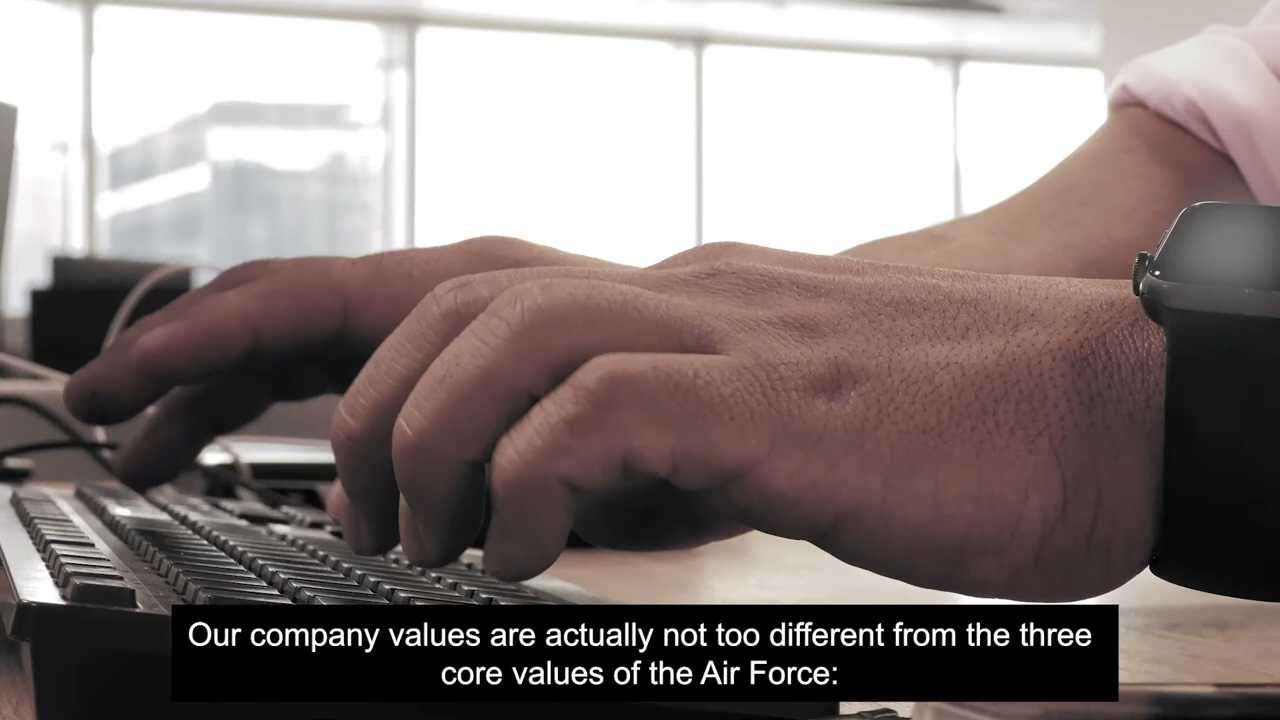 Our company values are actually not too different from the three
core values of the Air Force: